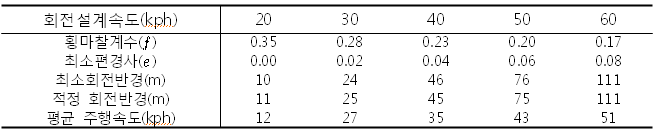 회전설계속도(kph) 20 30 40 50 60
횡마찰계수(f) 0.35 0.28 0.23 0.20 0.17
최소편경사(e) 0.00 0.02 0.04 0.06 0.08
최소회전반경(m) 10 24 46 76 111
적정 회전반경(m) 11 25 45 75 111
평균 주행속도(kph) 12 27 35 43 51